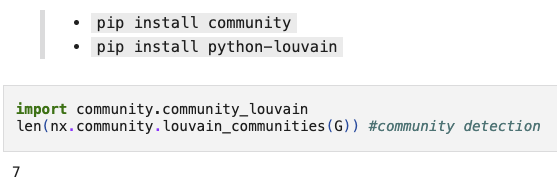 • pip install community
• pip install python-louvain
import community.community_louvain
len(nx.community.louvain_communities(G)) #community detection
7